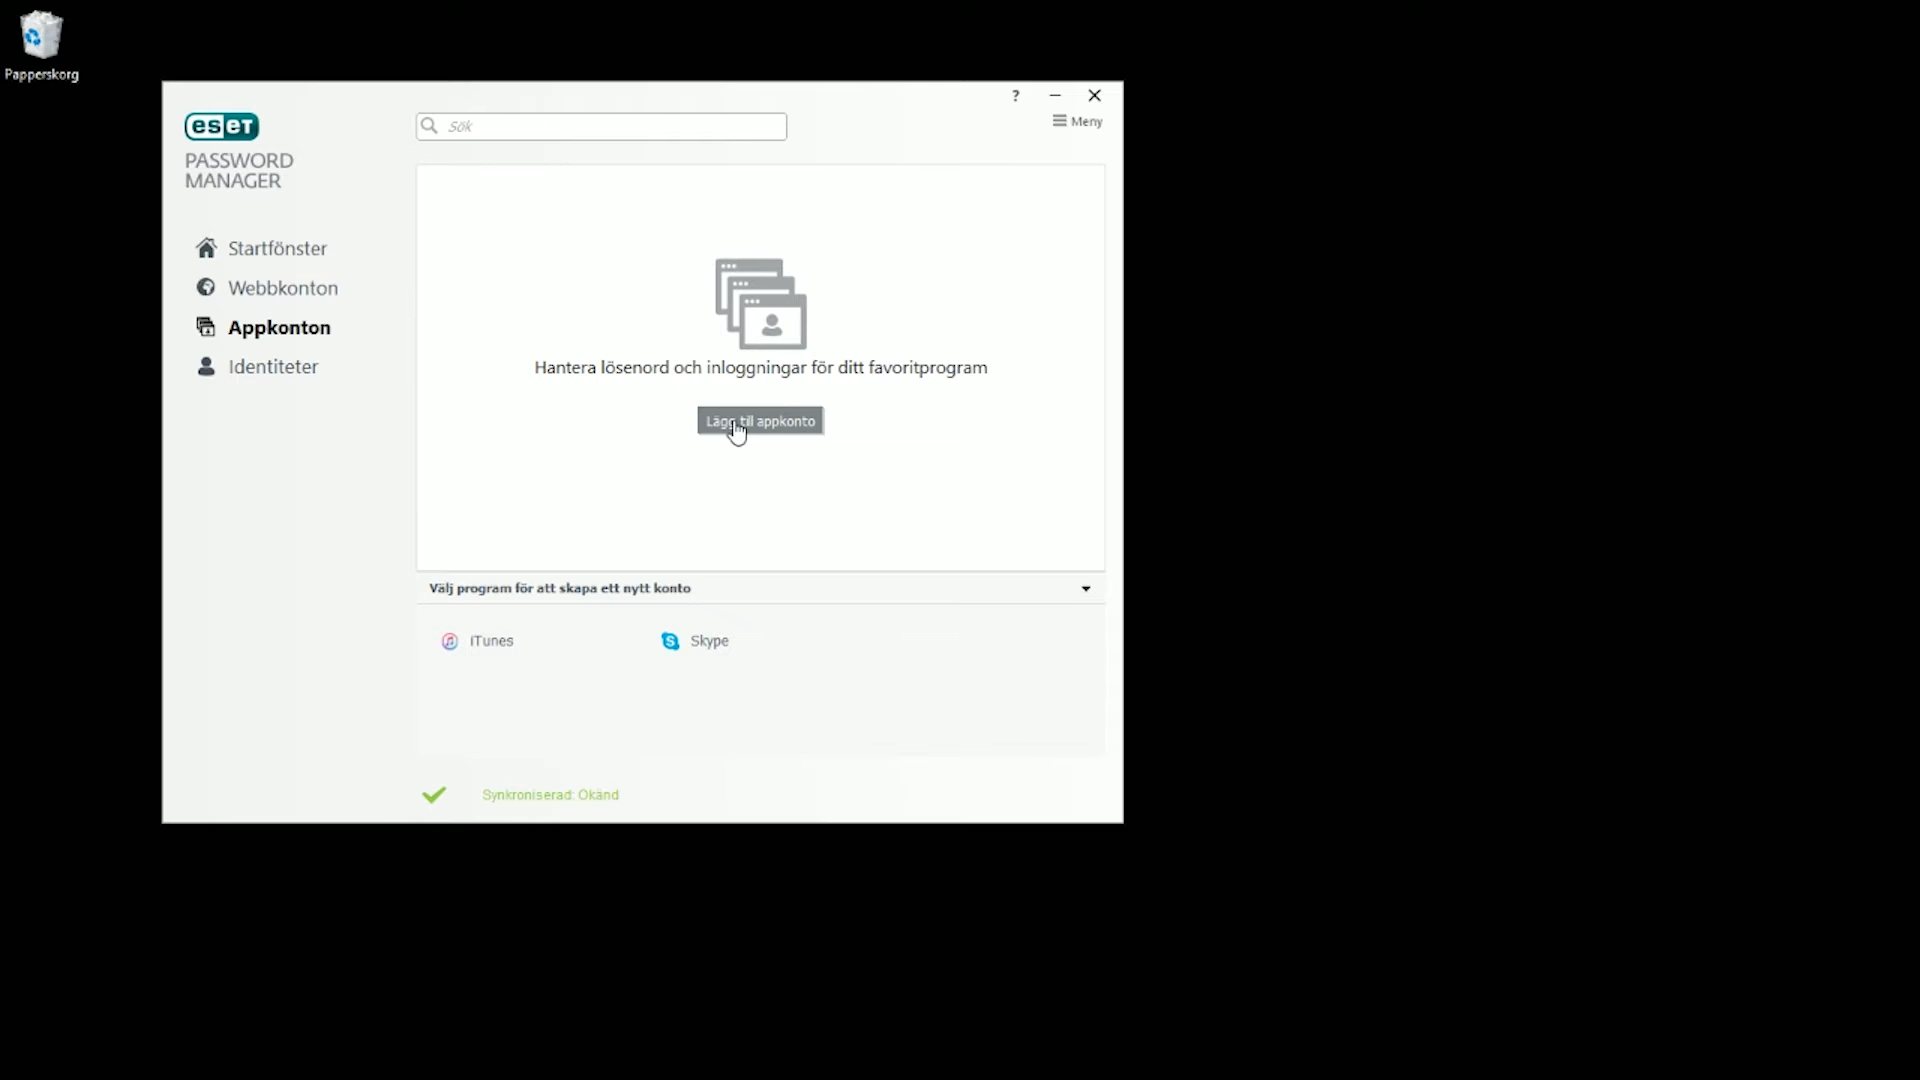 Papperskorg
?
eset
PASSWORD
MANAGER
Sök
Meny
Startfönster
Webbkonton
Appkonton
Identiteter
Hantera lösenord och inloggningar för ditt favoritprogram
Lägg till appkonto
Välj program för att skapa ett nytt konto
iTunes
Skype
Synkroniserad: Okänd